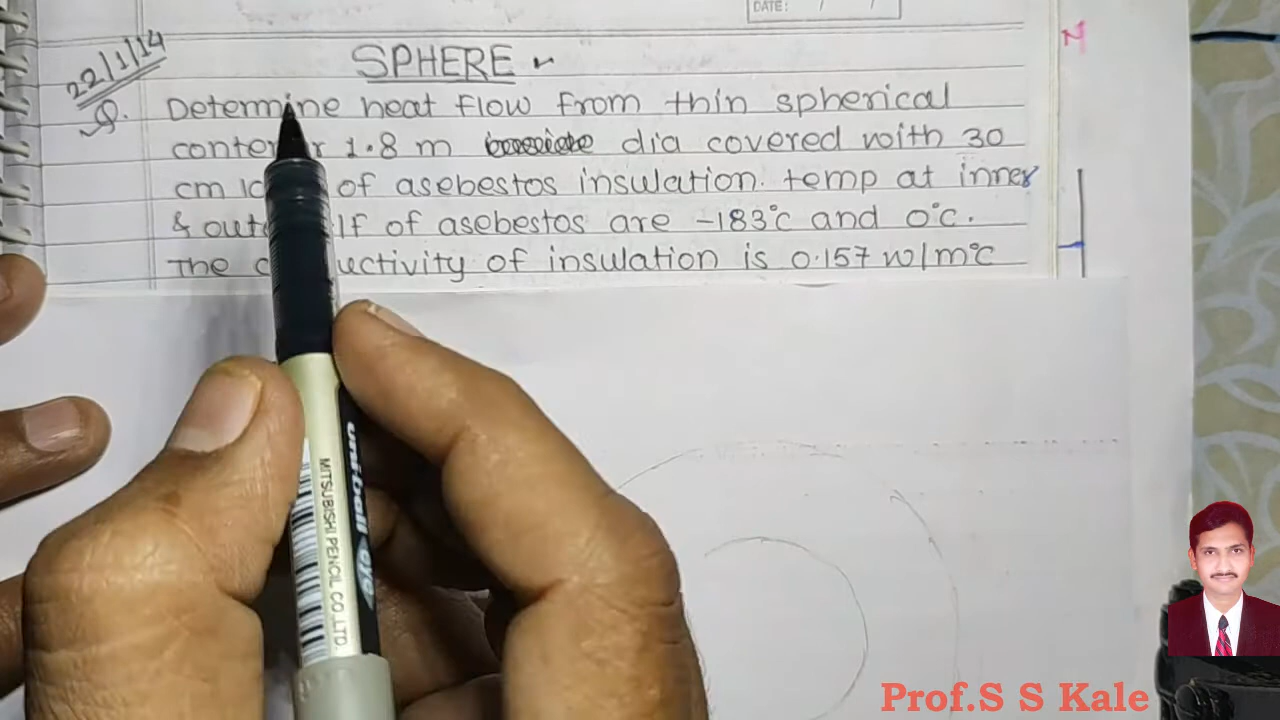 DATE: / /
22/1/14
SPHERE
Q. Determine heat flow from thin spherical
1.8 m dia covered with 30
cm of asebestos insulation. temp at inner
& lf of asebestos are -183°c and 0°c.
The uctivity of insulation is 0.157 w/m°c
uni-ball eye
MITSUBISHI PENCIL CO.,LTD.
Prof.S S Kale